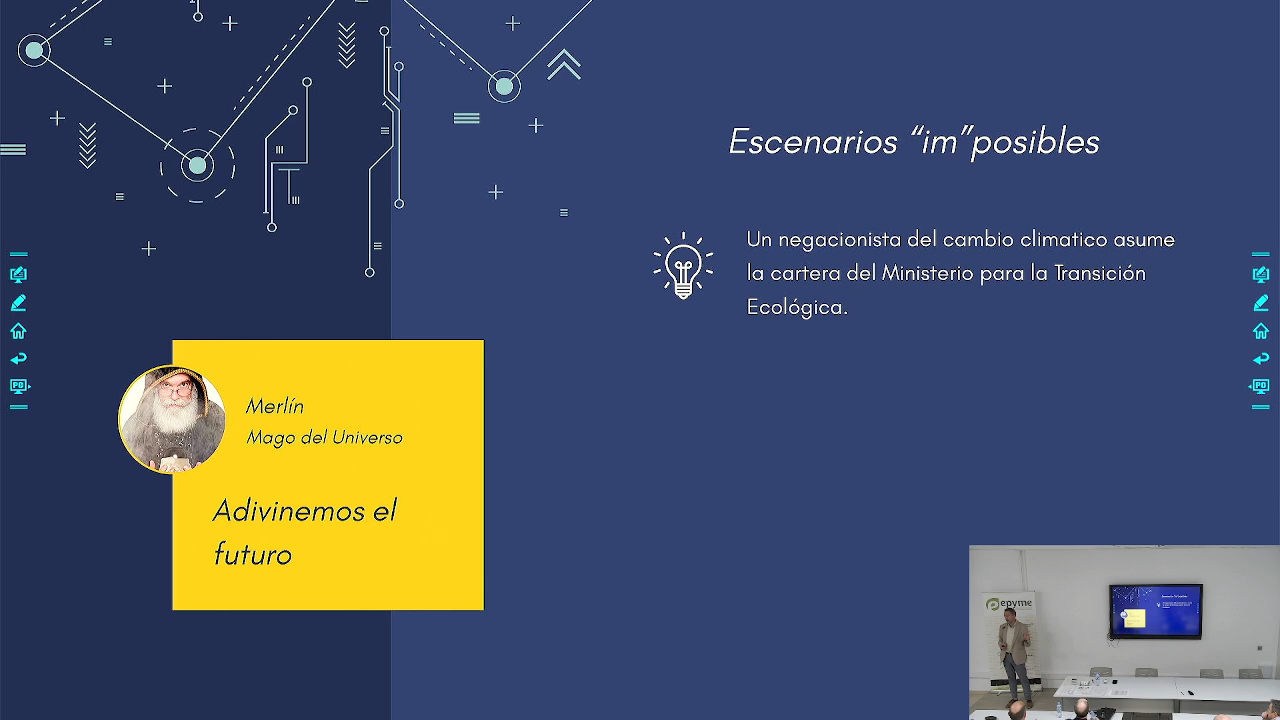 Escenarios “im”posibles
Un negacionista del cambio climatico asume
la cartera del Ministerio para la Transición
Ecológica.
Merlín
Mago del Universo
Adivinemos el
futuro
epyme